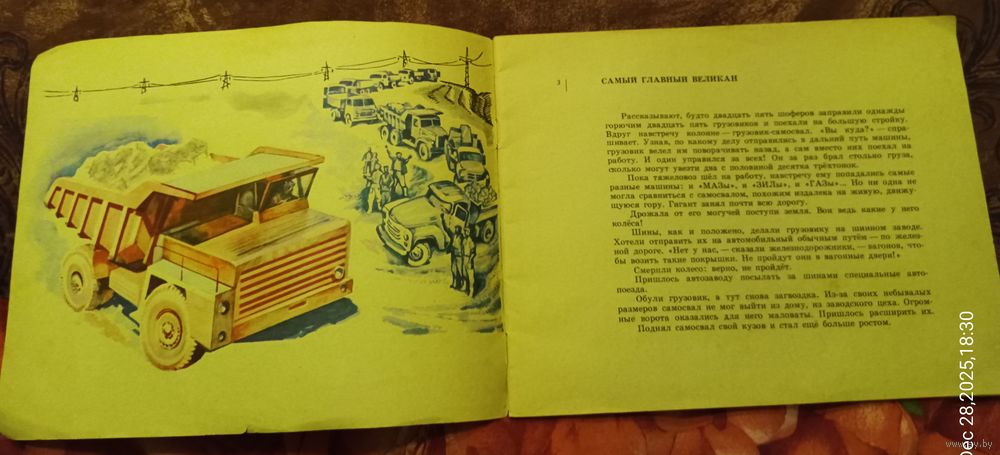 3
САМЫЙ ГЛАВНЫЙ ВЕЛИКАН
Рассказывают, будто двадцать пять шоферов заправили однажды
горючим двадцать пять грузовиков и поехали на большую стройку.
Вдруг навстречу колонне — грузовик-самосвал. «Вы куда?» — спра-
шивает. Узнав, по какому делу отправились в дальний путь машины,
грузовик велел им поворачивать назад, а сам вместо них поехал на
работу. И один управился за всех! Он за раз брал столько груза,
сколько могут увезти два с половиной десятка трёхтонок.
Пока тяжеловоз шёл на работу, навстречу ему попадались самые
разные машины: и «МАЗы», и «ЗИЛы», и «ГАЗы»... Но ни одна не
могла сравниться с самосвалом, похожим издалека на живую, движу-
щуюся гору. Гигант занял почти всю дорогу.
Дрожала от его могучей поступи земля. Вон ведь какие у него
колёса!
Шины, как и положено, делали грузовику на шинном заводе.
Хотели отправить их на автомобильный обычным путём — по желез-
ной дороге. «Нет у нас, — сказали железнодорожники, — вагонов, что-
бы возить такие покрышки. Не пройдут они в вагонные двери!»
Смерили колесо: верно, не пройдёт.
Пришлось автозаводу посылать за шинами специальные авто-
поезда.
Обули грузовик, а тут снова загвоздка. Из-за своих небывалых
размеров самосвал не мог выйти из дому, из заводского цеха. Огром-
ные ворота оказались для него маловаты. Пришлось расширить их.
Поднял самосвал свой кузов и стал ещё больше ростом.
Dec 28,2025,18:30
www.ay.by